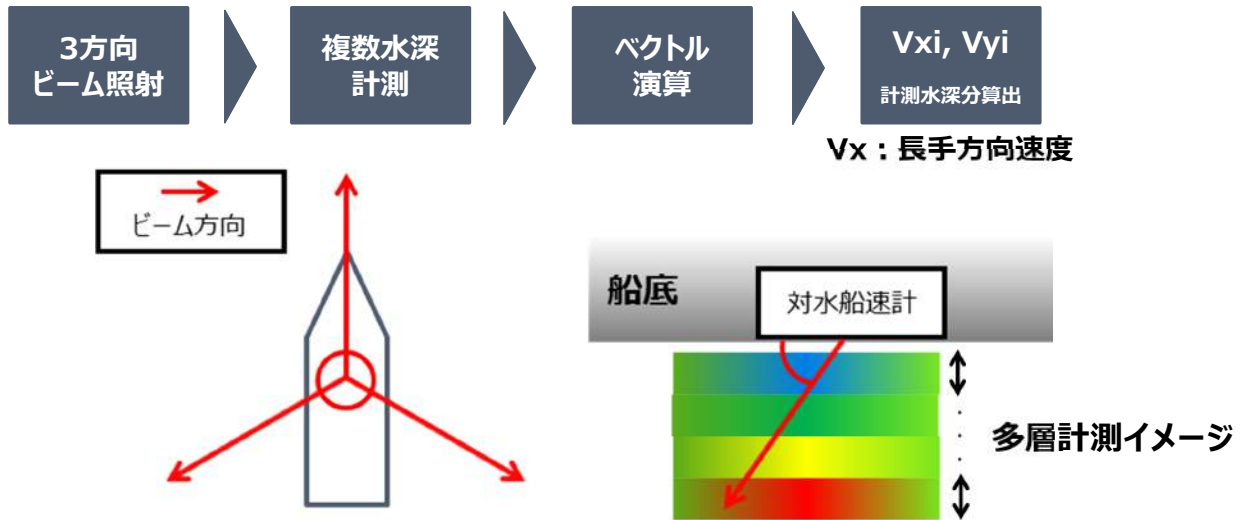 3方向
ビーム照射
複数水深
計測
ベクトル
演算
Vxi, Vyi
計測水深分算出
Vx：長手方向速度
ビーム方向
船底
対水船速計
多層計測イメージ